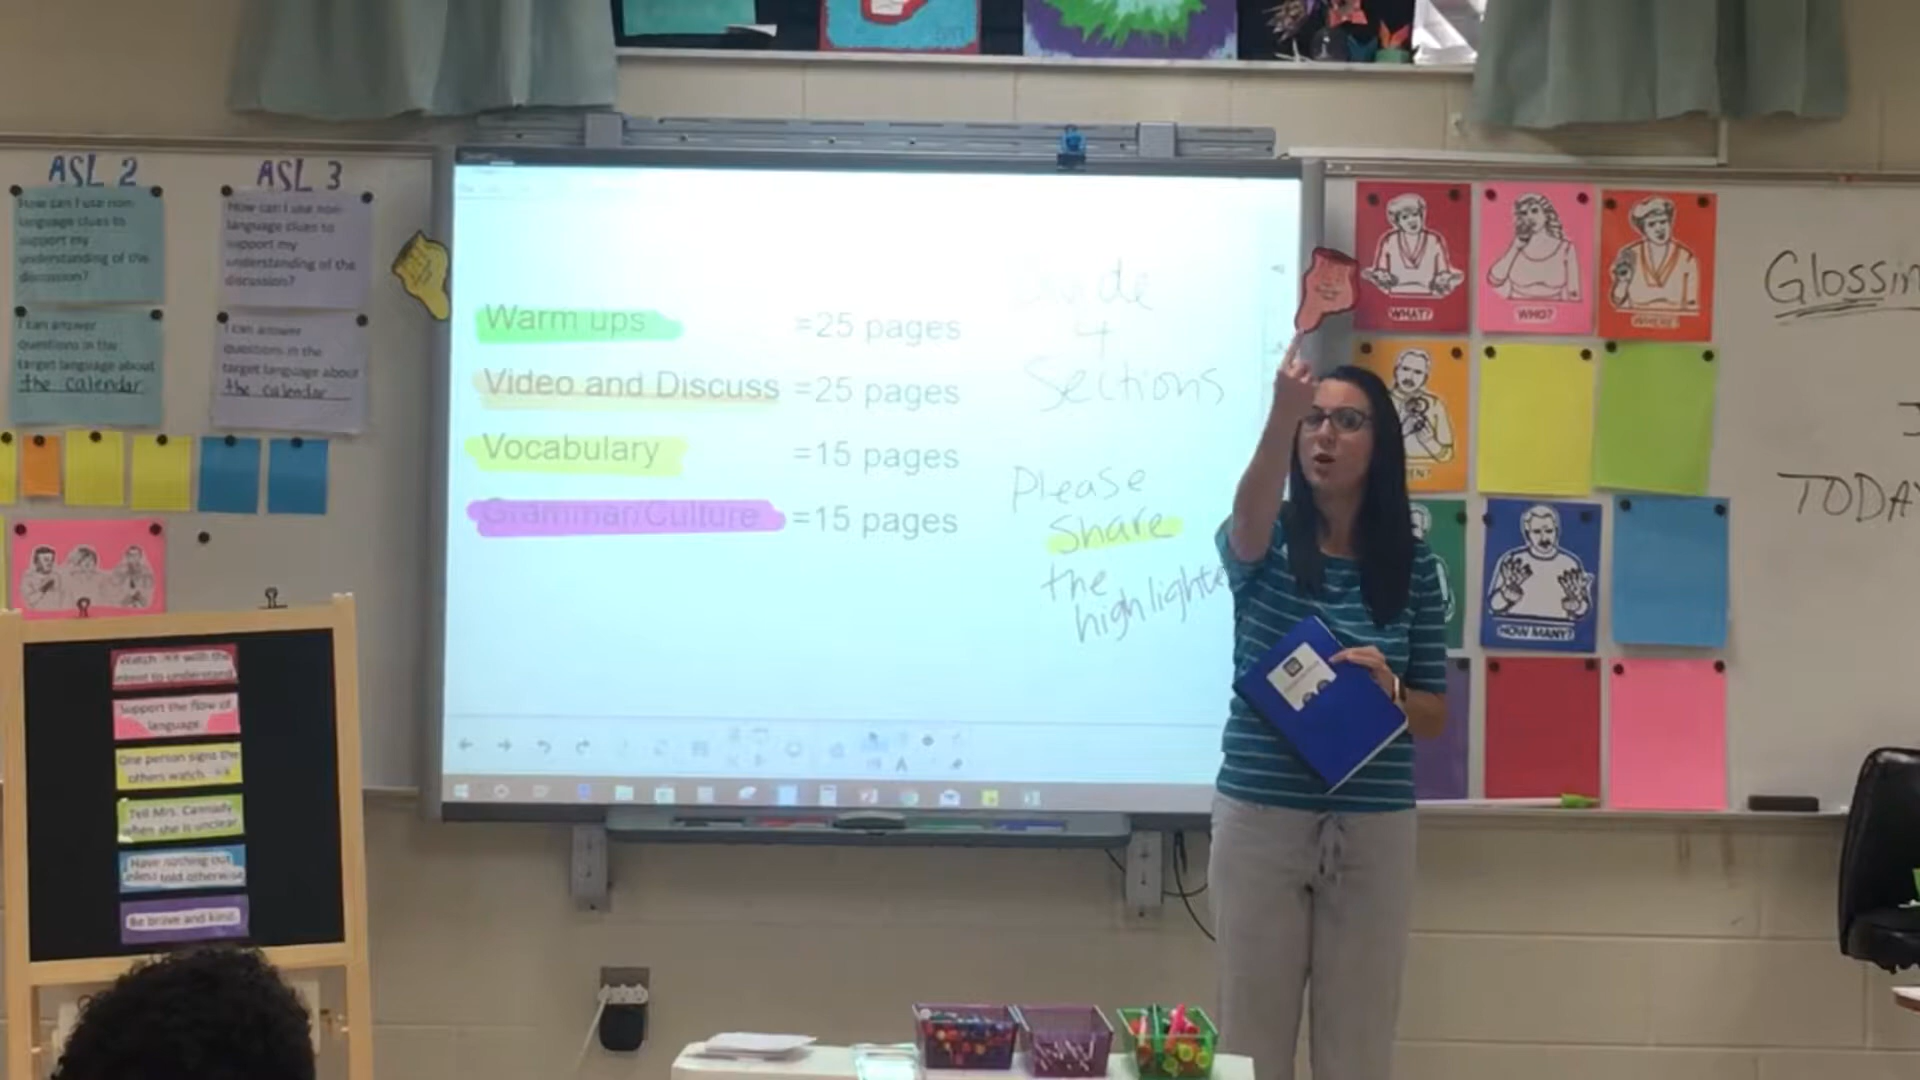 ASL 2
How can I use non-
language clues to
support my
understanding of the
discussion?
I can answer
questions in the
target language about
the calendar
ASL 3
How can I use non-
language clues to
support my
understanding of the
discussion?
I can answer
questions in the
target language about
the calendar
Warm ups =25 pages
Video and Discuss =25 pages
Vocabulary =15 pages
Grammar/Culture =15 pages
4
Sections
Please
Share
the
highlighte
WHAT?
WHO?
WHERE?
HOW MANY?
Glossin
TODAY
Watch with the
intent to understand
Support the flow of
language
One person signs the
others watch
Tell Mrs. Cannady
when she is unclear
Have nothing out
unless told otherwise
Be brave and kind